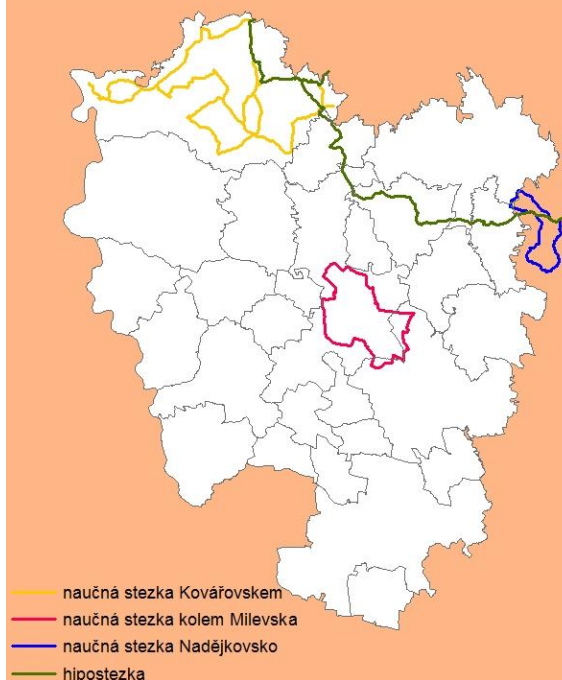 naučná stezka Kovářovskem
naučná stezka kolem Milevska
naučná stezka Nadějkovsko
hipostezka